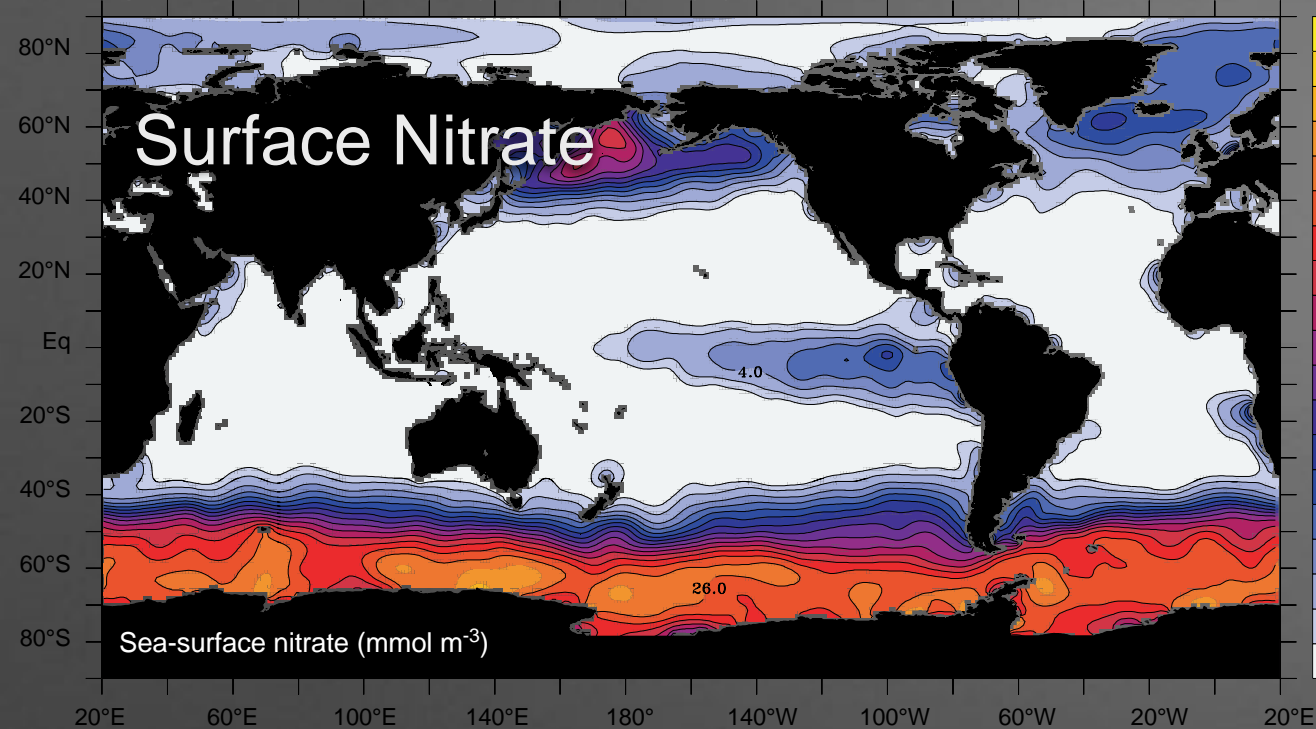 80°N
60°N
Surface Nitrate
40°N
20°N
Eq
4.0
20°S
40°S
60°S
26.0
80°S
Sea-surface nitrate (mmol m-3)
20°E 60°E 100°E 140°E 180° 140°W 100°W 60°W 20°W 20°E